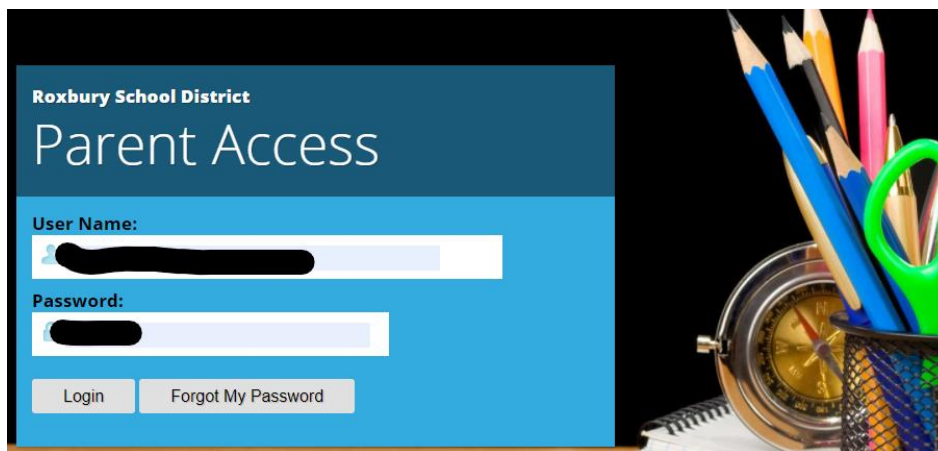 Roxbury School District
Parent Access
User Name:
Password:
Login Forgot My Password